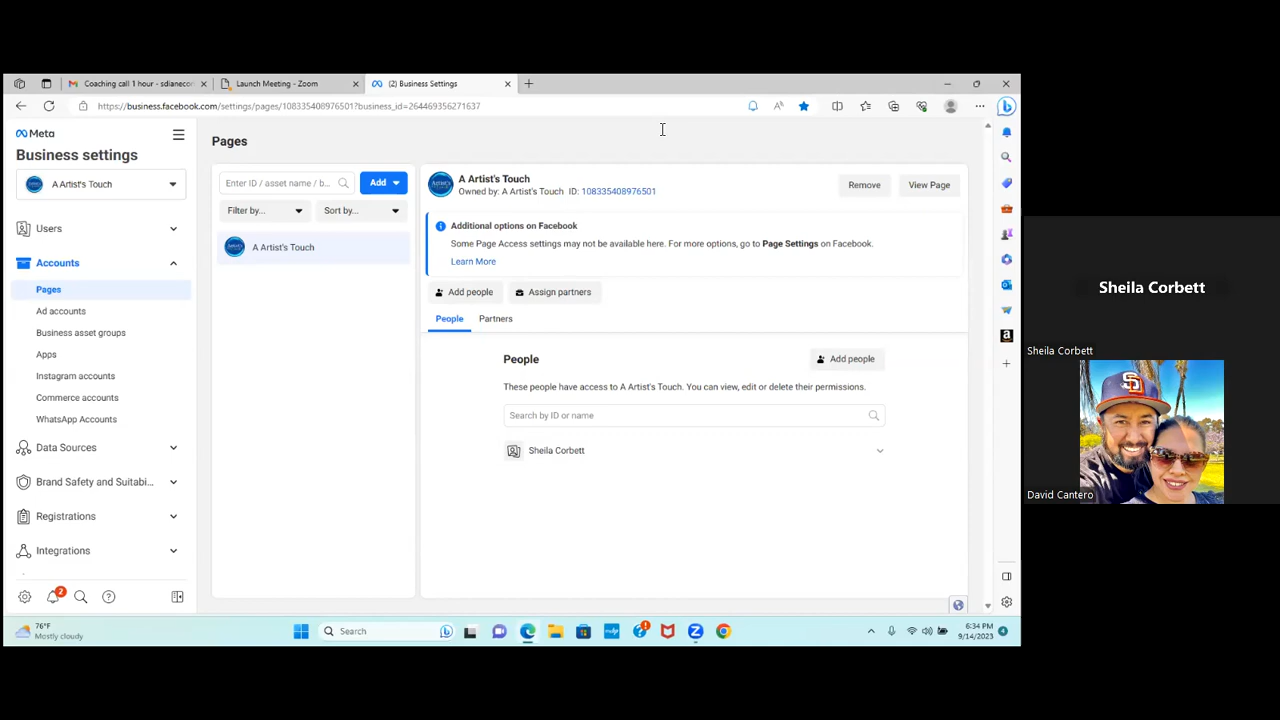 Coaching call 1 hour - sdianecor
Launch Meeting - Zoom
(2) Business Settings
https://business.facebook.com/settings/pages/108335408976501?business_id=264469356271637
Meta
Business settings
A Artist's Touch
Users
Accounts
Pages
Ad accounts
Business asset groups
Apps
Instagram accounts
Commerce accounts
WhatsApp Accounts
Data Sources
Brand Safety and Suitabi...
Registrations
Integrations
2
Pages
Enter ID / asset name / b...
Add
Filter by...
Sort by...
A Artist's Touch
A Artist's Touch
Owned by: A Artist's Touch ID: 108335408976501
Remove
View Page
Additional options on Facebook
Some Page Access settings may not be available here. For more options, go to Page Settings on Facebook.
Learn More
Add people
Assign partners
People
Partners
People
Add people
These people have access to A Artist's Touch. You can view, edit or delete their permissions.
Search by ID or name
Sheila Corbett
76°F
Mostly cloudy
Search
6:34 PM
9/14/2023
4
Sheila Corbett
Sheila Corbett
David Cantero